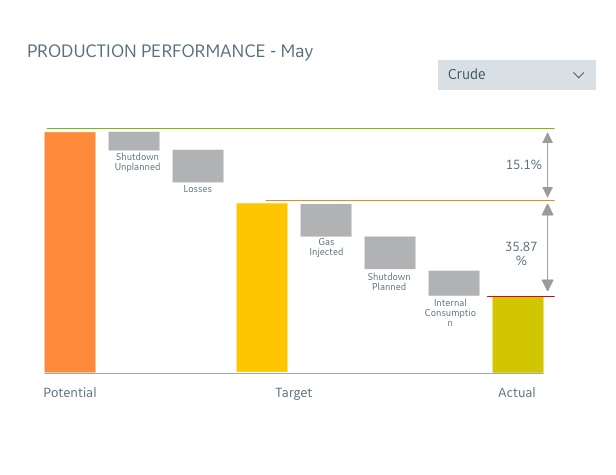 PRODUCTION PERFORMANCE - May
Crude
Shutdown
Unplanned
Losses
15.1%
Gas
Injected
Shutdown
Planned
Internal
Consumptio
n
35.87
%
Potential
Target
Actual